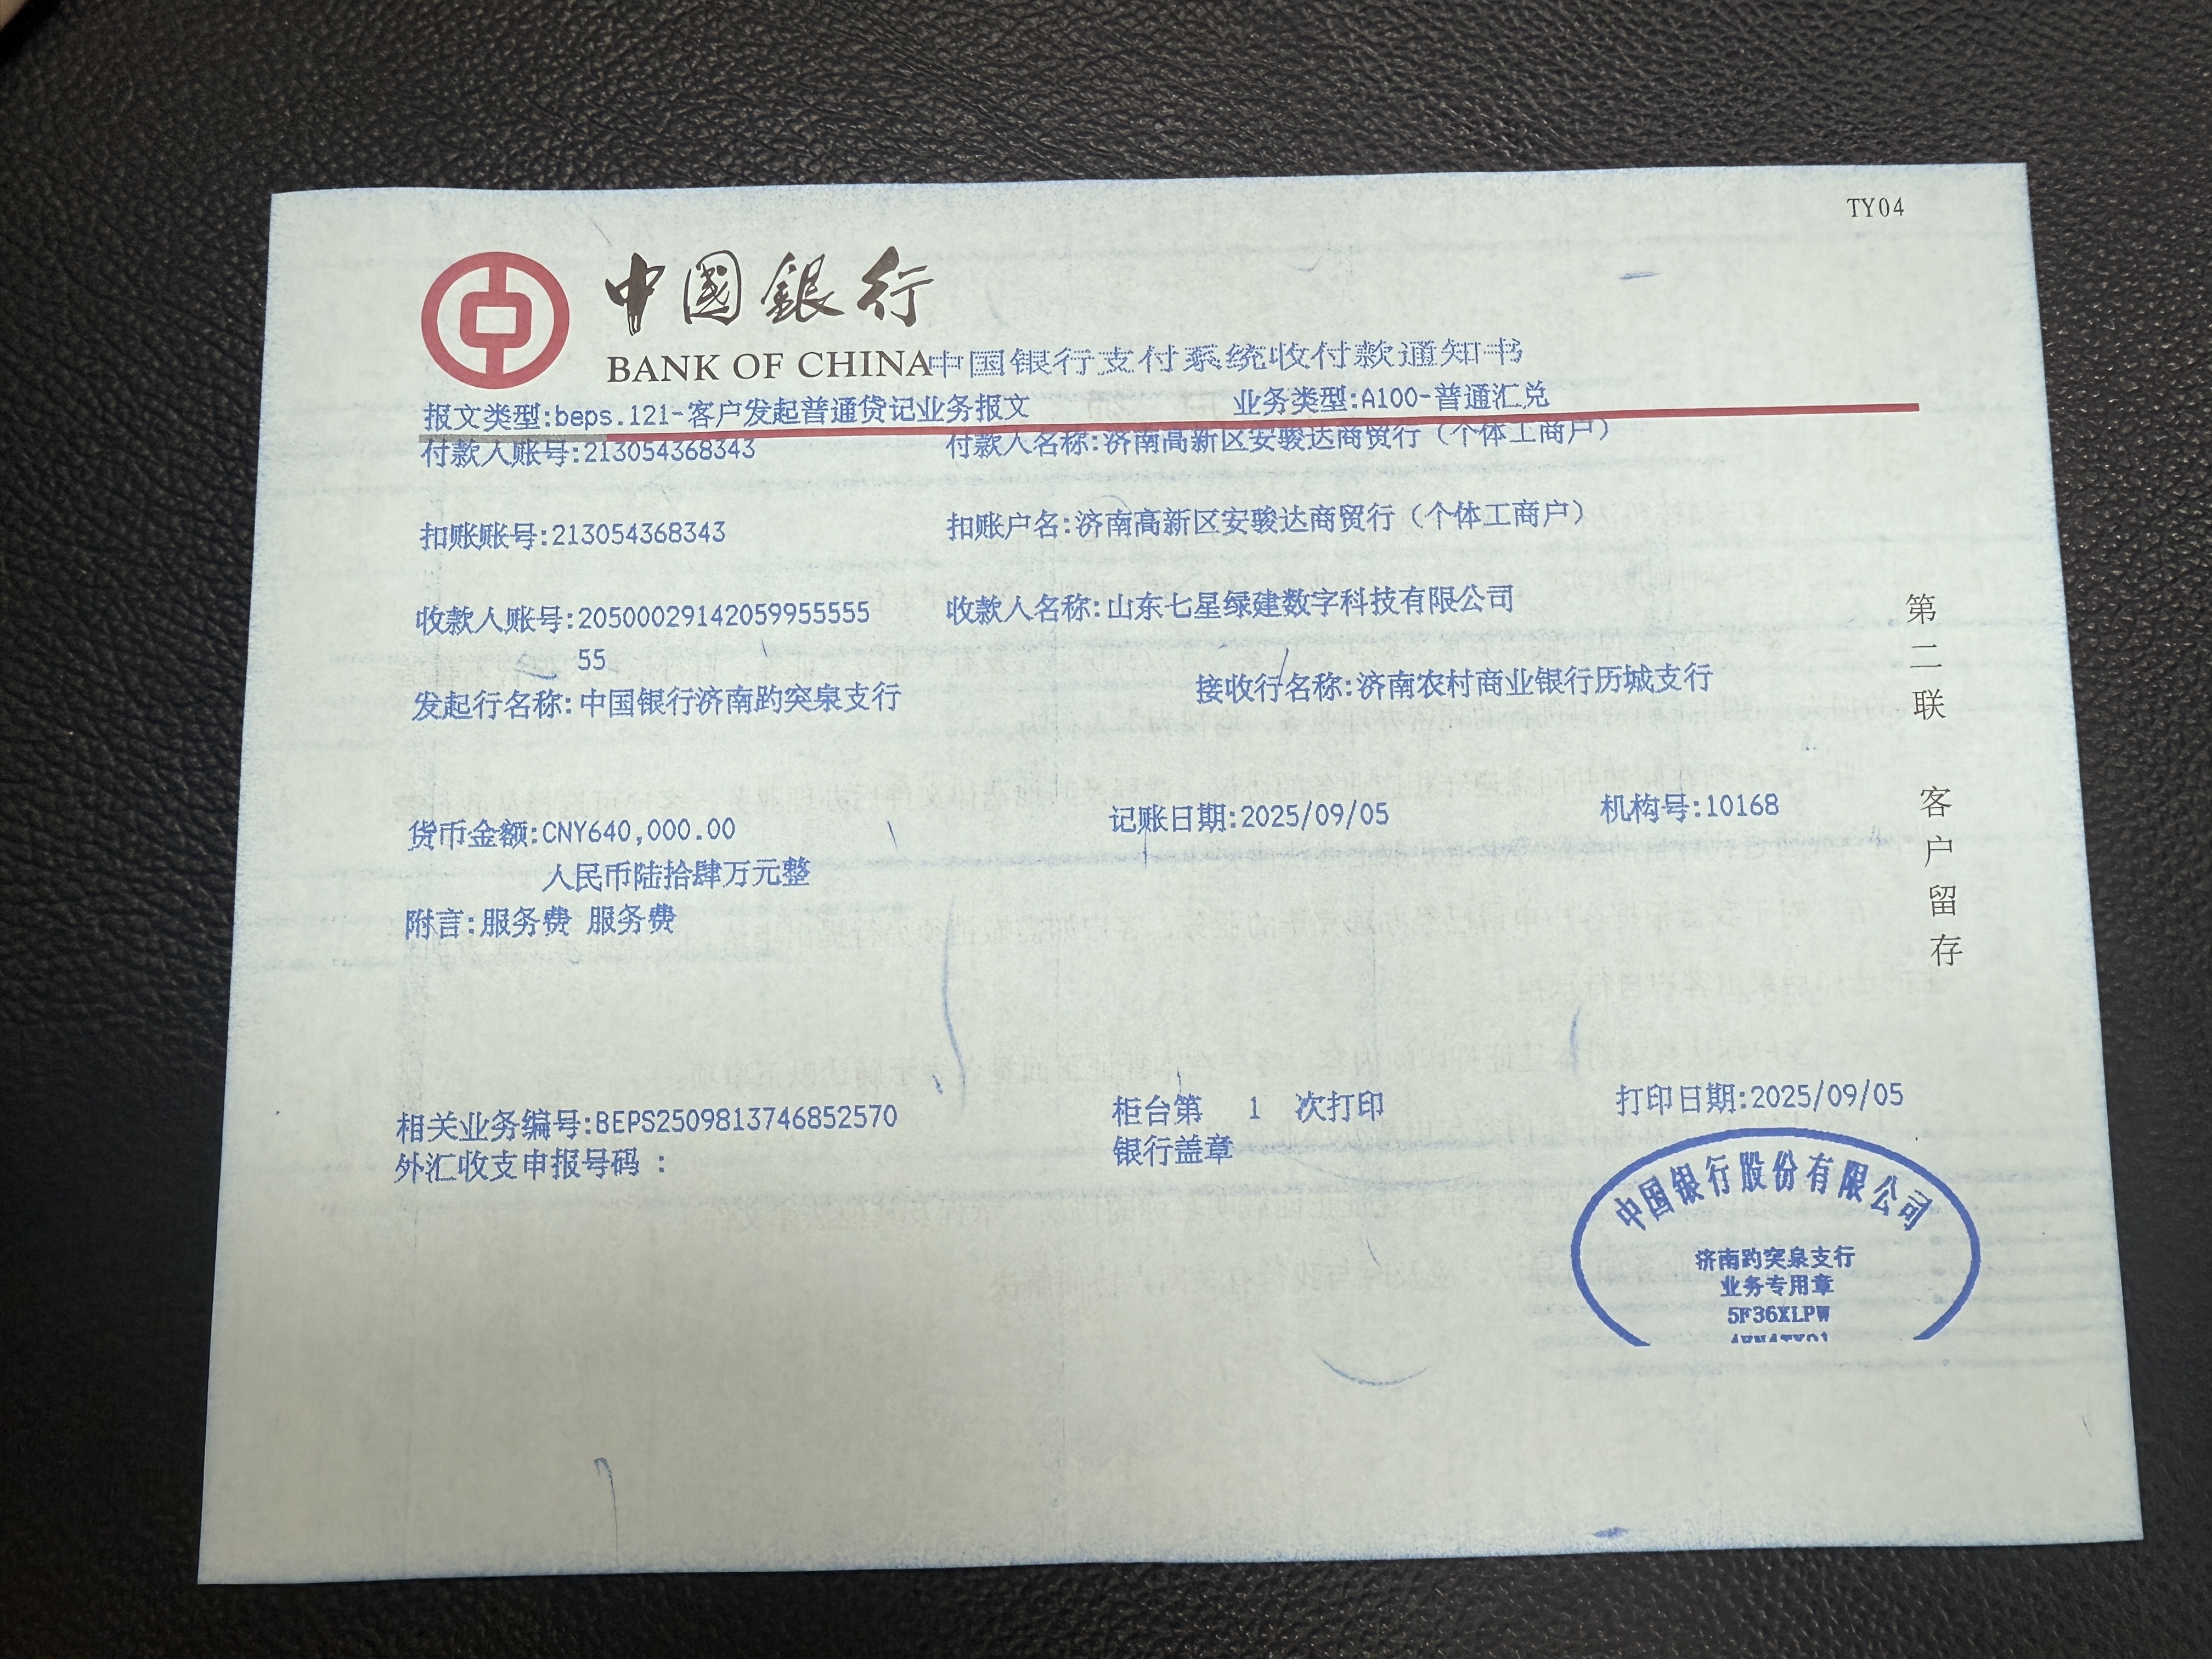 TY04
中國銀行
BANK OF CHINA中国银行支付系统收付款通知书
报文类型:beps.121-客户发起普通贷记业务报文 业务类型:A100-普通汇兑
付款人账号:213054368343 付款人名称:济南高新区安骏达商贸行（个体工商户）
扣账账号:213054368343 扣账户名:济南高新区安骏达商贸行（个体工商户）
收款人账号:20500029142059955555 收款人名称:山东七星绿建数字科技有限公司
55
发起行名称:中国银行济南趵突泉支行 接收行名称:济南农村商业银行历城支行
货币金额:CNY640,000.00 记账日期:2025/09/05 机构号:10168
人民币陆拾肆万元整
附言:服务费 服务费
相关业务编号:BEPS2509813746852570 柜台第 1 次打印 打印日期:2025/09/05
外汇收支申报号码 : 银行盖章
中国银行股份有限公司
济南趵突泉支行
业务专用章
5F36XLPW
第二联 客户留存